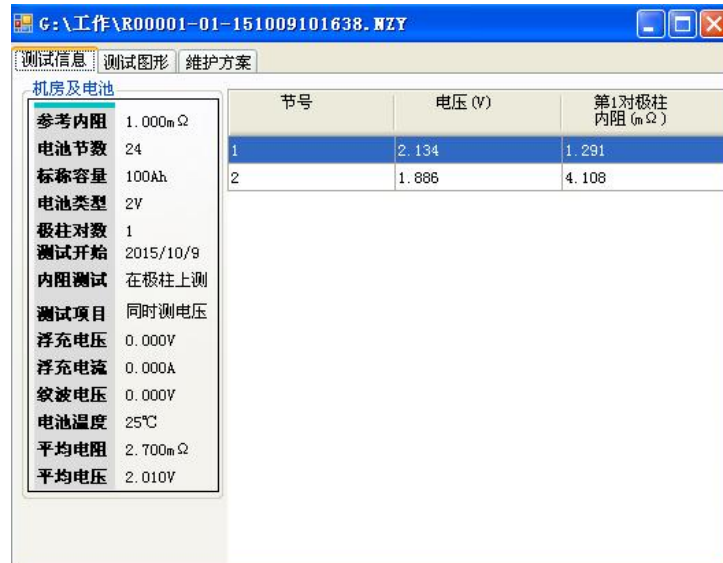 G:\工作\R00001-01-151009101638.NZY
测试信息 测试图形 维护方案
机房及电池
参考内阻 1.000mΩ
电池节数 24
标称容量 100Ah
电池类型 2V
极柱对数 1
测试开始 2015/10/9
内阻测试 在极柱上测
测试项目 同时测电压
浮充电压 0.000V
浮充电流 0.000A
纹波电压 0.000V
电池温度 25℃
平均电阻 2.700mΩ
平均电压 2.010V
节号 电压(V) 第1对极柱
内阻(mΩ)
1 2.134 1.291
2 1.886 4.108